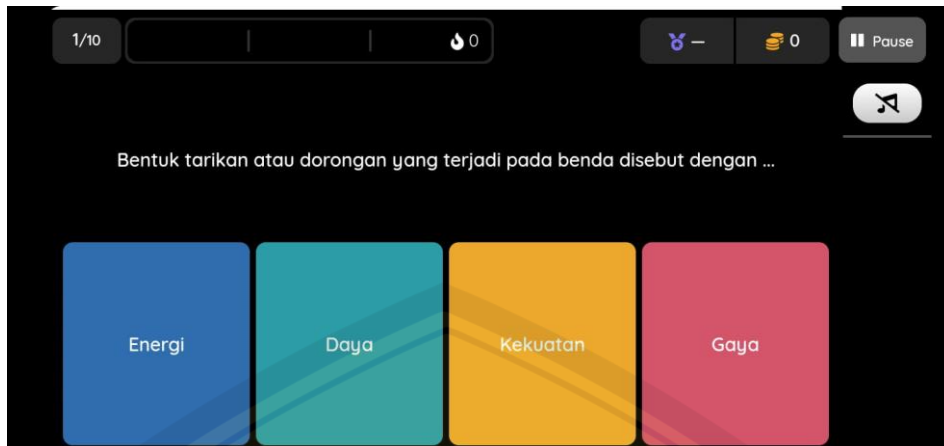 1/10
0
–
0
Pause
Bentuk tarikan atau dorongan yang terjadi pada benda disebut dengan ...
Energi
Daya
Kekuatan
Gaya